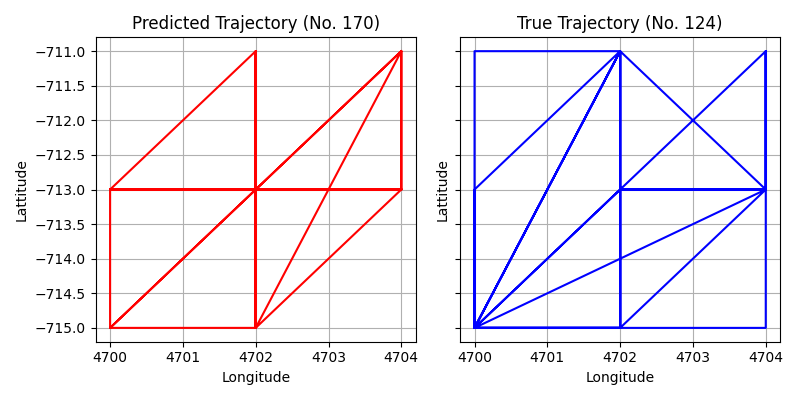 Predicted Trajectory (No. 170)
True Trajectory (No. 124)
Lattitude
−711.0
−711.5
−712.0
−712.5
−713.0
−713.5
−714.0
−714.5
−715.0
Lattitude
4700 4701 4702 4703 4704
4700 4701 4702 4703 4704
Longitude
Longitude